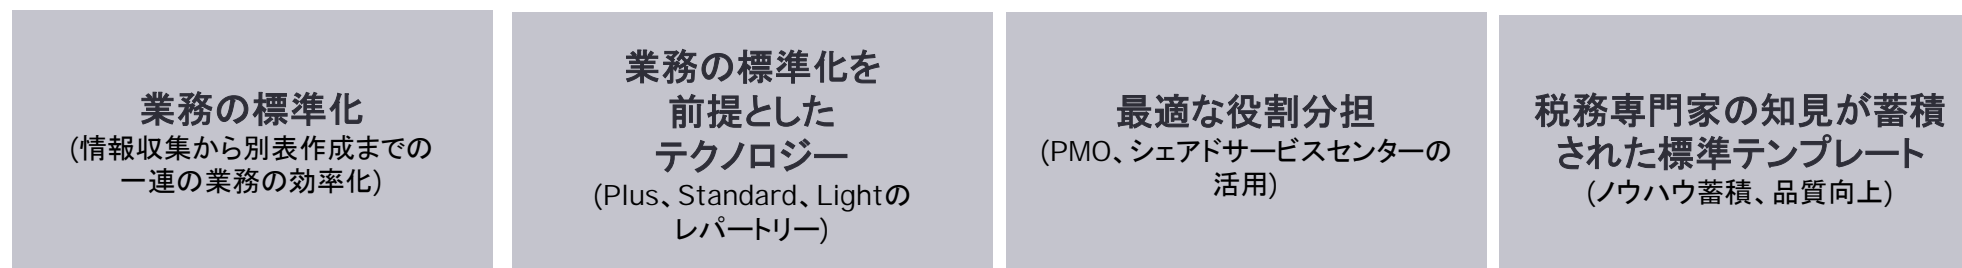 業務の標準化
(情報収集から別表作成までの
一連の業務の効率化)
業務の標準化を
前提とした
テクノロジー
(Plus、Standard、Lightの
レパートリー)
最適な役割分担
(PMO、シェアドサービスセンターの
活用)
税務専門家の知見が蓄積
された標準テンプレート
(ノウハウ蓄積、品質向上)